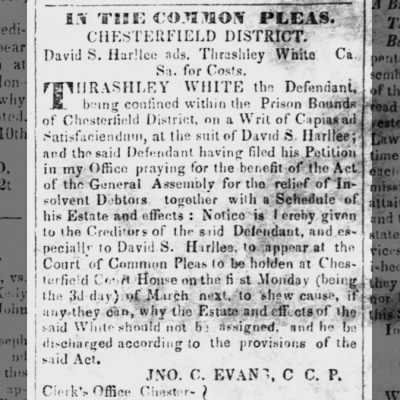 IN THE COMMON PLEAS.
CHESTERFIELD DISTRICT.
David S. Harllee ads. Thrashley White Ca.
Sa. for Costs.
THRASHLEY WHITE the Defendant,
being confined within the Prison Bounds
of Chesterfield District, on a Writ of Capias ad
Satisfaciendum, at the suit of David S. Harllee;
and the said Defendant having filed his Petition
in my Office praying for the benefit of the Act
of the General Assembly for the relief of In-
solvent Debtors together with a Schedule of
his Estate and effects: Notice is hereby given
to the Creditors of the said Defendant, and es-
pecially to David S. Harllee, to appear at the
Court of Common Pleas to be holden at Ches-
terfield Court House on the first Monday (being
the 3d day) of March next, to shew cause, if
any they can, why the Estate and effects of the
said White should not be assigned, and he be
discharged according to the provisions of the
said Act.
JNO. C. EVANS, C C. P.
Clerk's Office Chester- }